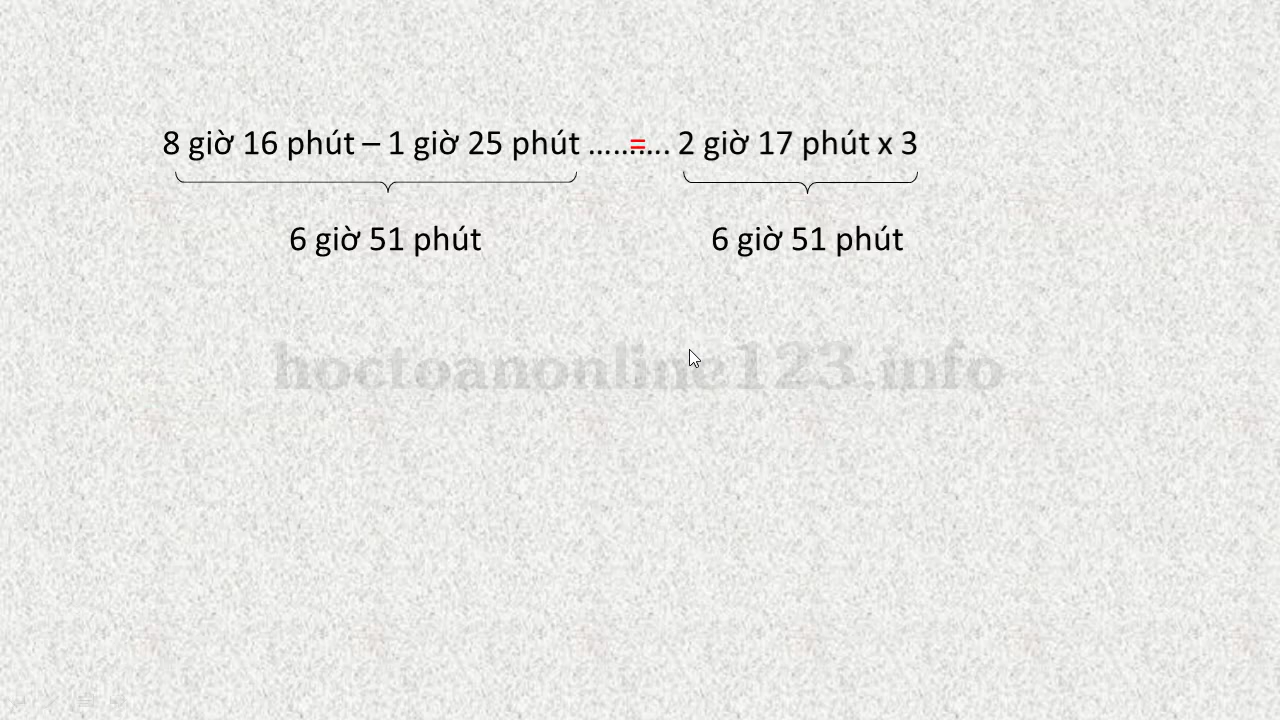 8 giờ 16 phút – 1 giờ 25 phút ...=... 2 giờ 17 phút x 3
6 giờ 51 phút 6 giờ 51 phút
hoctoanonline123.info